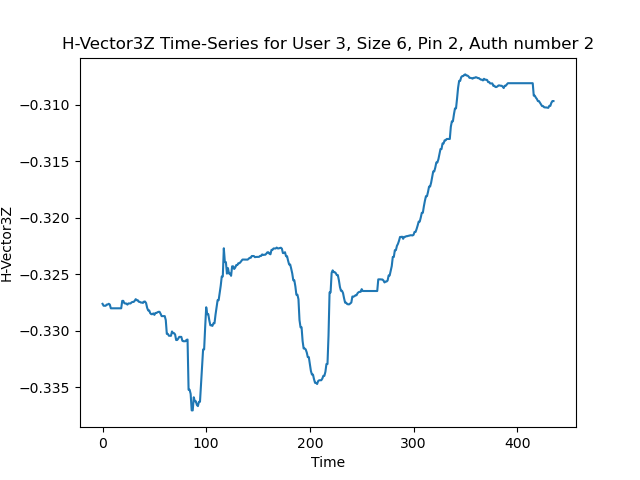 H-Vector3Z Time-Series for User 3, Size 6, Pin 2, Auth number 2
−0.310
−0.315
−0.320
−0.325
−0.330
−0.335
H-Vector3Z
0 100 200 300 400
Time